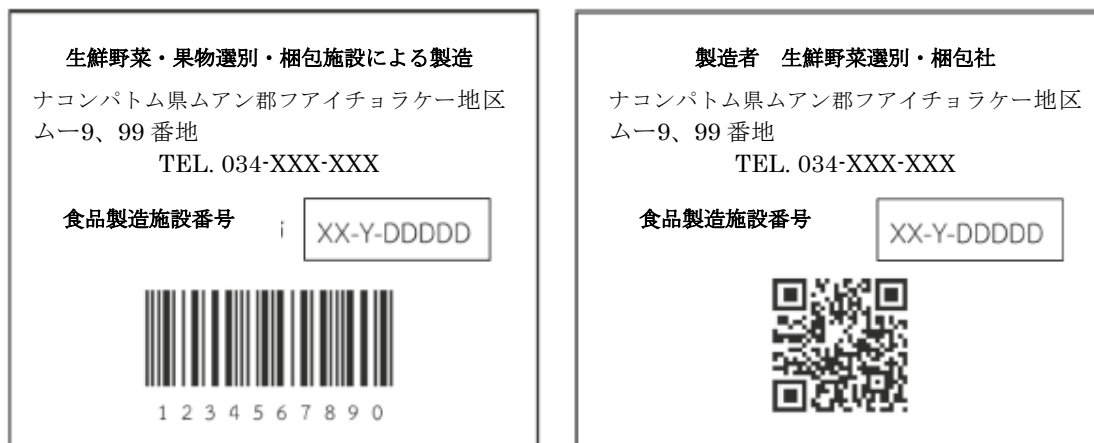 生鮮野菜・果物選別・梱包施設による製造
ナコンパトム県ムアン郡フアイチョラケー地区
ムー9、99 番地
TEL. 034-XXX-XXX
食品製造施設番号
XX-Y-DDDDD
1 2 3 4 5 6 7 8 9 0
製造者　生鮮野菜選別・梱包社
ナコンパトム県ムアン郡フアイチョラケー地区
ムー9、99 番地
TEL. 034-XXX-XXX
食品製造施設番号
XX-Y-DDDDD